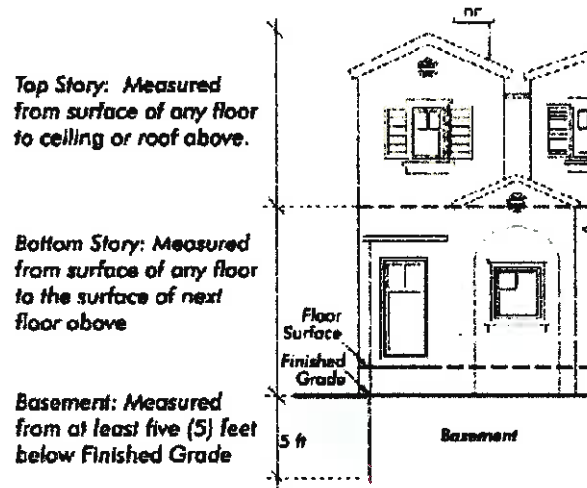 Top Story: Measured
from surface of any floor
to ceiling or roof above.
Bottom Story: Measured
from surface of any floor
to the surface of next
floor above
Floor
Surface
Finished
Grade
Basement: Measured
from at least five (5) feet
below Finished Grade
5 ft
Basement